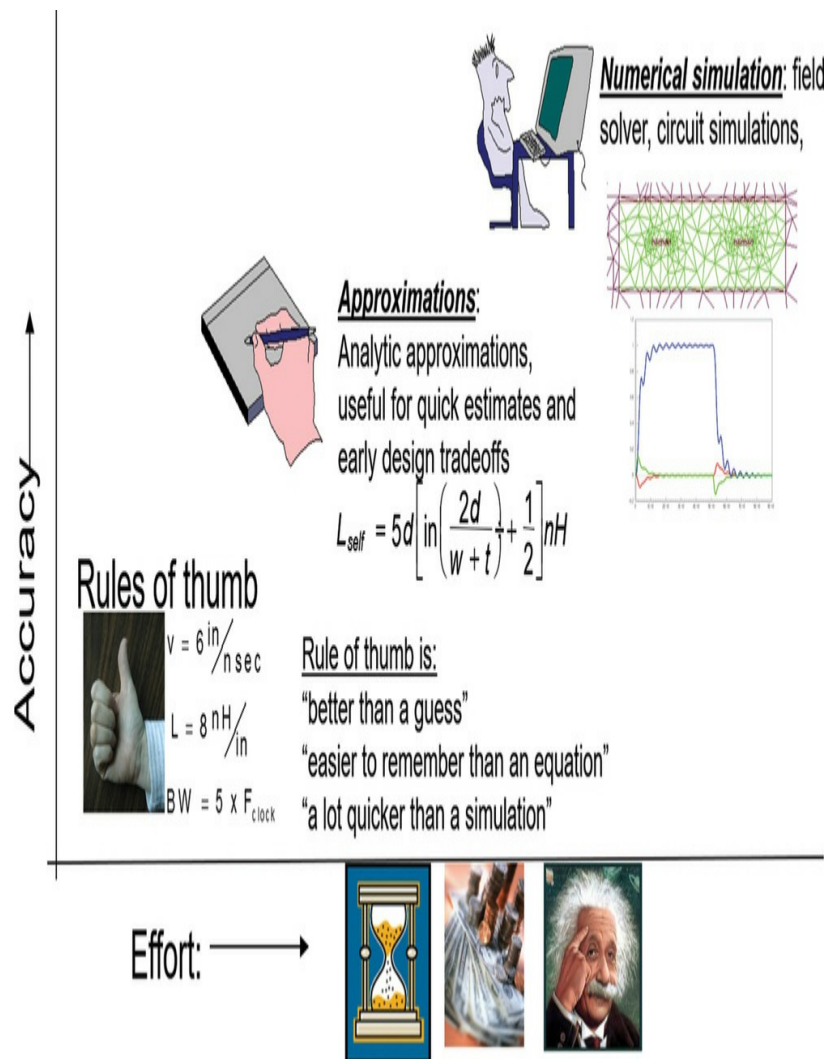 Numerical simulation: field
solver, circuit simulations,
Approximations:
Analytic approximations,
useful for quick estimates and
early design tradeoffs
L_self = 5d[in(2d/(w + t)) + 1/2]nH
Accuracy
Rules of thumb
v = 6 in/n sec
L = 8 nH/in
BW = 5 x F_clock
Rule of thumb is:
“better than a guess”
“easier to remember than an equation”
“a lot quicker than a simulation”
Effort: